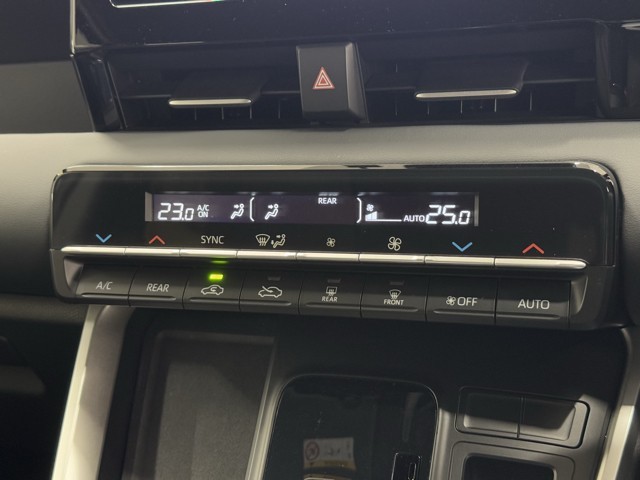 23.0 A/C ON REAR AUTO 25.0
SYNC
A/C REAR REAR FRONT OFF AUTO